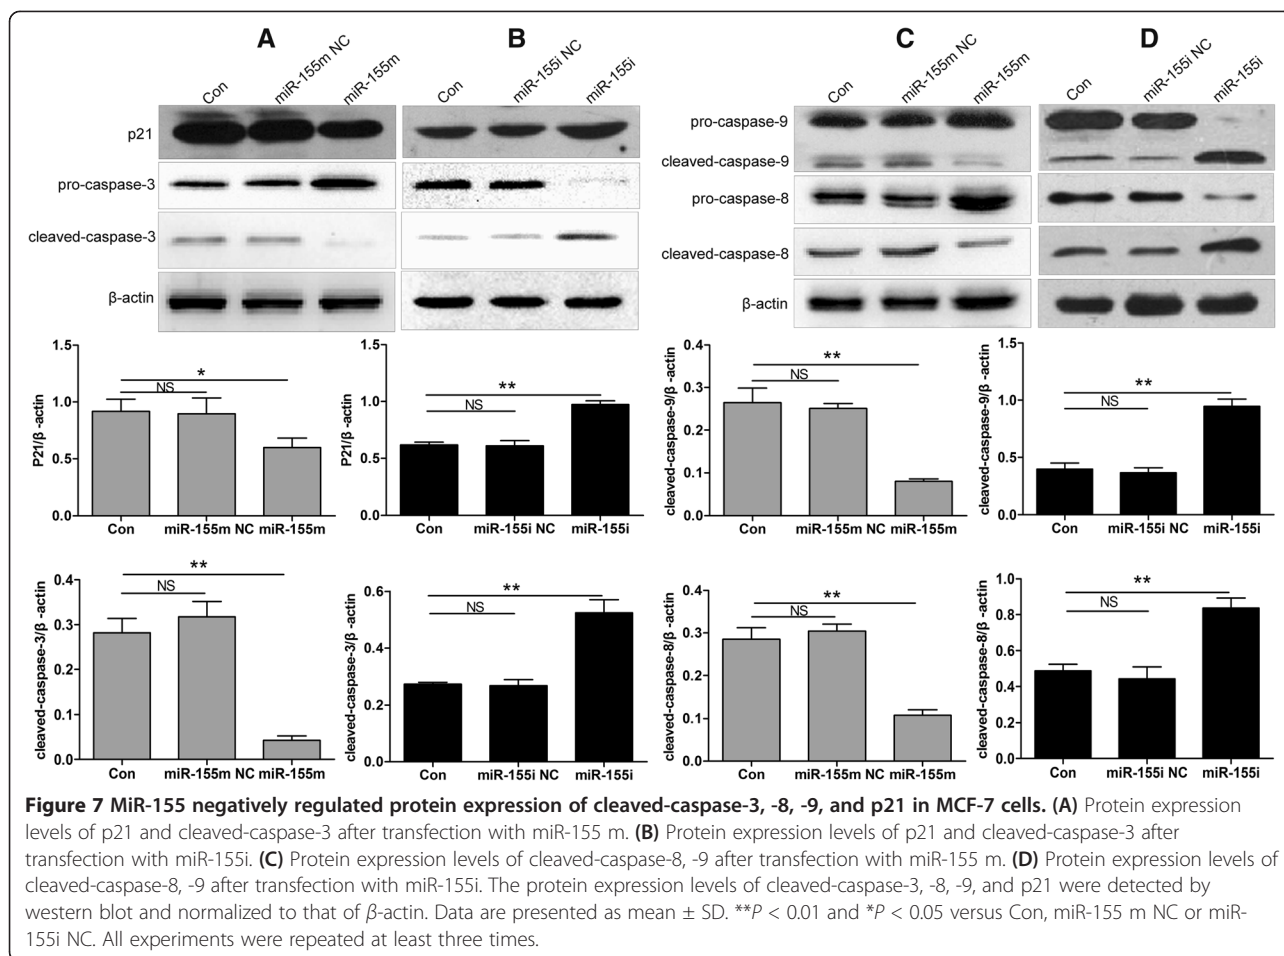 A
B
C
D
Con
miR-155m NC
miR-155m
Con
miR-155i NC
miR-155i
Con
miR-155m NC
miR-155m
Con
miR-155i NC
miR-155i
p21
pro-caspase-3
cleaved-caspase-3
β-actin
pro-caspase-9
cleaved-caspase-9
pro-caspase-8
cleaved-caspase-8
β-actin
P21/β -actin
1.5
1.0
0.5
0.0
*
NS
Con
miR-155m NC
miR-155m
P21/β -actin
1.5
1.0
0.5
0.0
**
NS
Con
miR-155i NC
miR-155i
cleaved-caspase-9/β -actin
0.4
0.3
0.2
0.1
0.0
**
NS
Con
miR-155m NC
miR-155m
cleaved-caspase-9/β -actin
1.5
1.0
0.5
0.0
**
NS
Con
miR-155i NC
miR-155i
cleaved-caspase-3/β -actin
0.4
0.3
0.2
0.1
0.0
**
NS
Con
miR-155m NC
miR-155m
cleaved-caspase-3/β -actin
0.6
0.4
0.2
0.0
**
NS
Con
miR-155i NC
miR-155i
cleaved-caspase-8/β -actin
0.4
0.3
0.2
0.1
0.0
**
NS
Con
miR-155m NC
miR-155m
cleaved-caspase-8/β -actin
1.0
0.8
0.6
0.4
0.2
0.0
**
NS
Con
miR-155i NC
miR-155i
Figure 7 MiR-155 negatively regulated protein expression of cleaved-caspase-3, -8, -9, and p21 in MCF-7 cells. (A) Protein expression
levels of p21 and cleaved-caspase-3 after transfection with miR-155 m. (B) Protein expression levels of p21 and cleaved-caspase-3 after
transfection with miR-155i. (C) Protein expression levels of cleaved-caspase-8, -9 after transfection with miR-155 m. (D) Protein expression levels of
cleaved-caspase-8, -9 after transfection with miR-155i. The protein expression levels of cleaved-caspase-3, -8, -9, and p21 were detected by
western blot and normalized to that of β-actin. Data are presented as mean ± SD. **P < 0.01 and *P < 0.05 versus Con, miR-155 m NC or miR-
155i NC. All experiments were repeated at least three times.